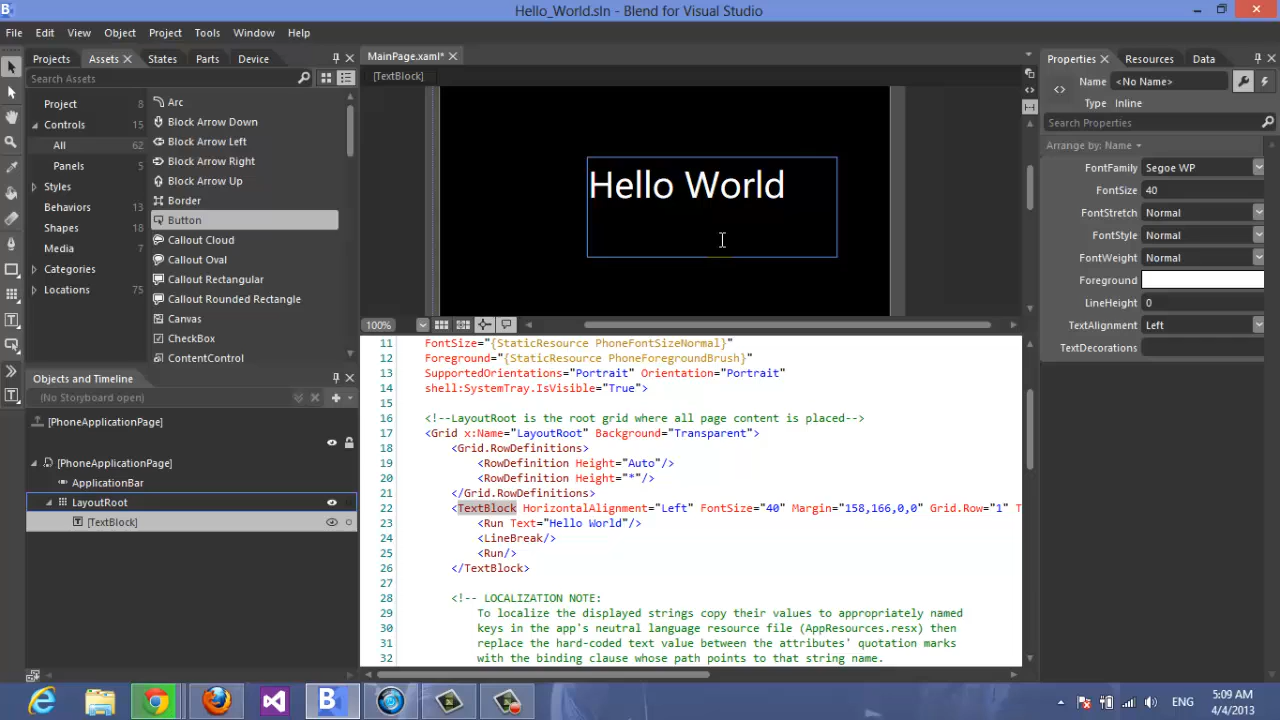 Hello_World.sln - Blend for Visual Studio
File Edit View Object Project Tools Window Help
Projects Assets States Parts Device
Search Assets
Project 8
Controls 15
All 62
Panels 5
Styles
Behaviors 13
Shapes 18
Media 7
Categories
Locations 75
Arc
Block Arrow Down
Block Arrow Left
Block Arrow Right
Block Arrow Up
Border
Button
Callout Cloud
Callout Oval
Callout Rectangular
Callout Rounded Rectangle
Canvas
CheckBox
ContentControl
Objects and Timeline
(No Storyboard open)
[PhoneApplicationPage]
[PhoneApplicationPage]
ApplicationBar
LayoutRoot
[TextBlock]
MainPage.xaml*
[TextBlock]
Hello World
100%
11 FontSize="{StaticResource PhoneFontSizeNormal}"
12 Foreground="{StaticResource PhoneForegroundBrush}"
13 SupportedOrientations="Portrait" Orientation="Portrait"
14 shell:SystemTray.IsVisible="True">
15
16 <!--LayoutRoot is the root grid where all page content is placed-->
17 <Grid x:Name="LayoutRoot" Background="Transparent">
18 <Grid.RowDefinitions>
19 <RowDefinition Height="Auto"/>
20 <RowDefinition Height="*"/>
21 </Grid.RowDefinitions>
22 <TextBlock HorizontalAlignment="Left" FontSize="40" Margin="158,166,0,0" Grid.Row="1" T
23 <Run Text="Hello World"/>
24 <LineBreak/>
25 <Run/>
26 </TextBlock>
27
28 <!-- LOCALIZATION NOTE:
29 To localize the displayed strings copy their values to appropriately named
30 keys in the app's neutral language resource file (AppResources.resx) then
31 replace the hard-coded text value between the attributes' quotation marks
32 with the binding clause whose path points to that string name.
Properties Resources Data
Name <No Name>
Type Inline
Search Properties
Arrange by: Name
FontFamily Segoe WP
FontSize 40
FontStretch Normal
FontStyle Normal
FontWeight Normal
Foreground
LineHeight 0
TextAlignment Left
TextDecorations
ENG
5:09 AM
4/4/2013